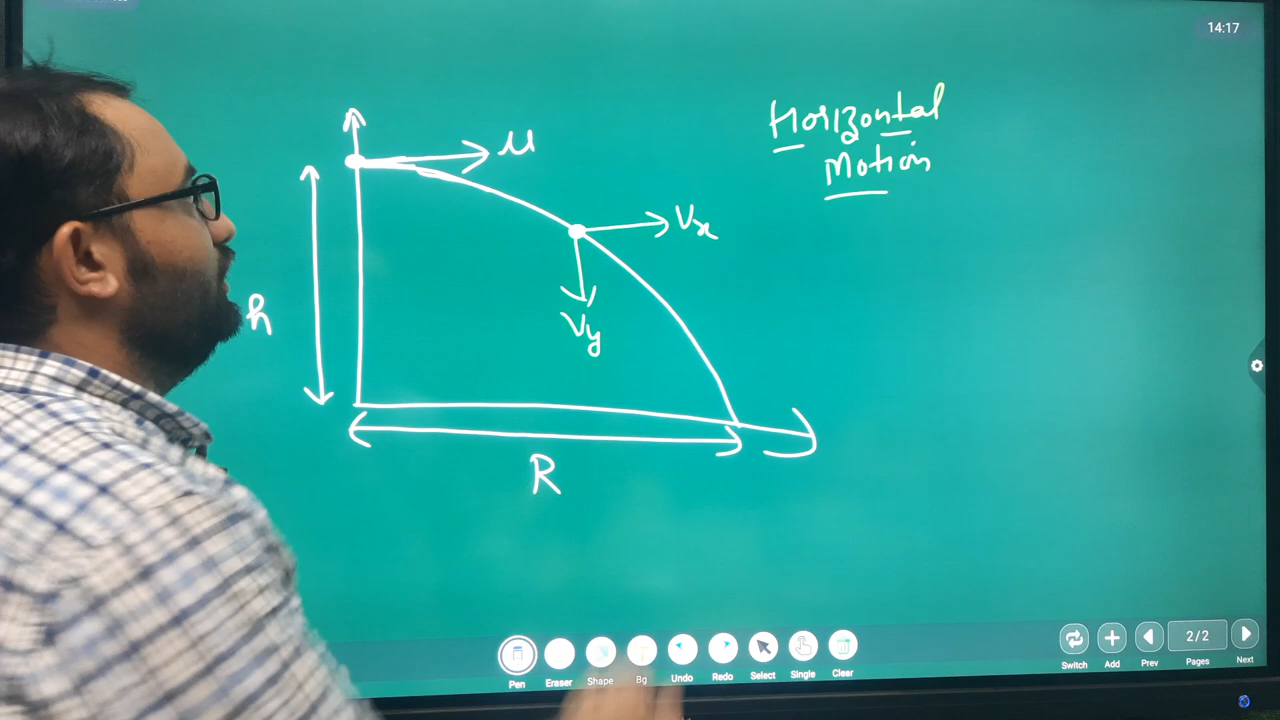 14:17
Horizontal
Motion
u
Vx
h
Vy
R
Pen Eraser Shape Bg Undo Redo Select Single Clear
Switch Add Prev 2/2 Pages Next